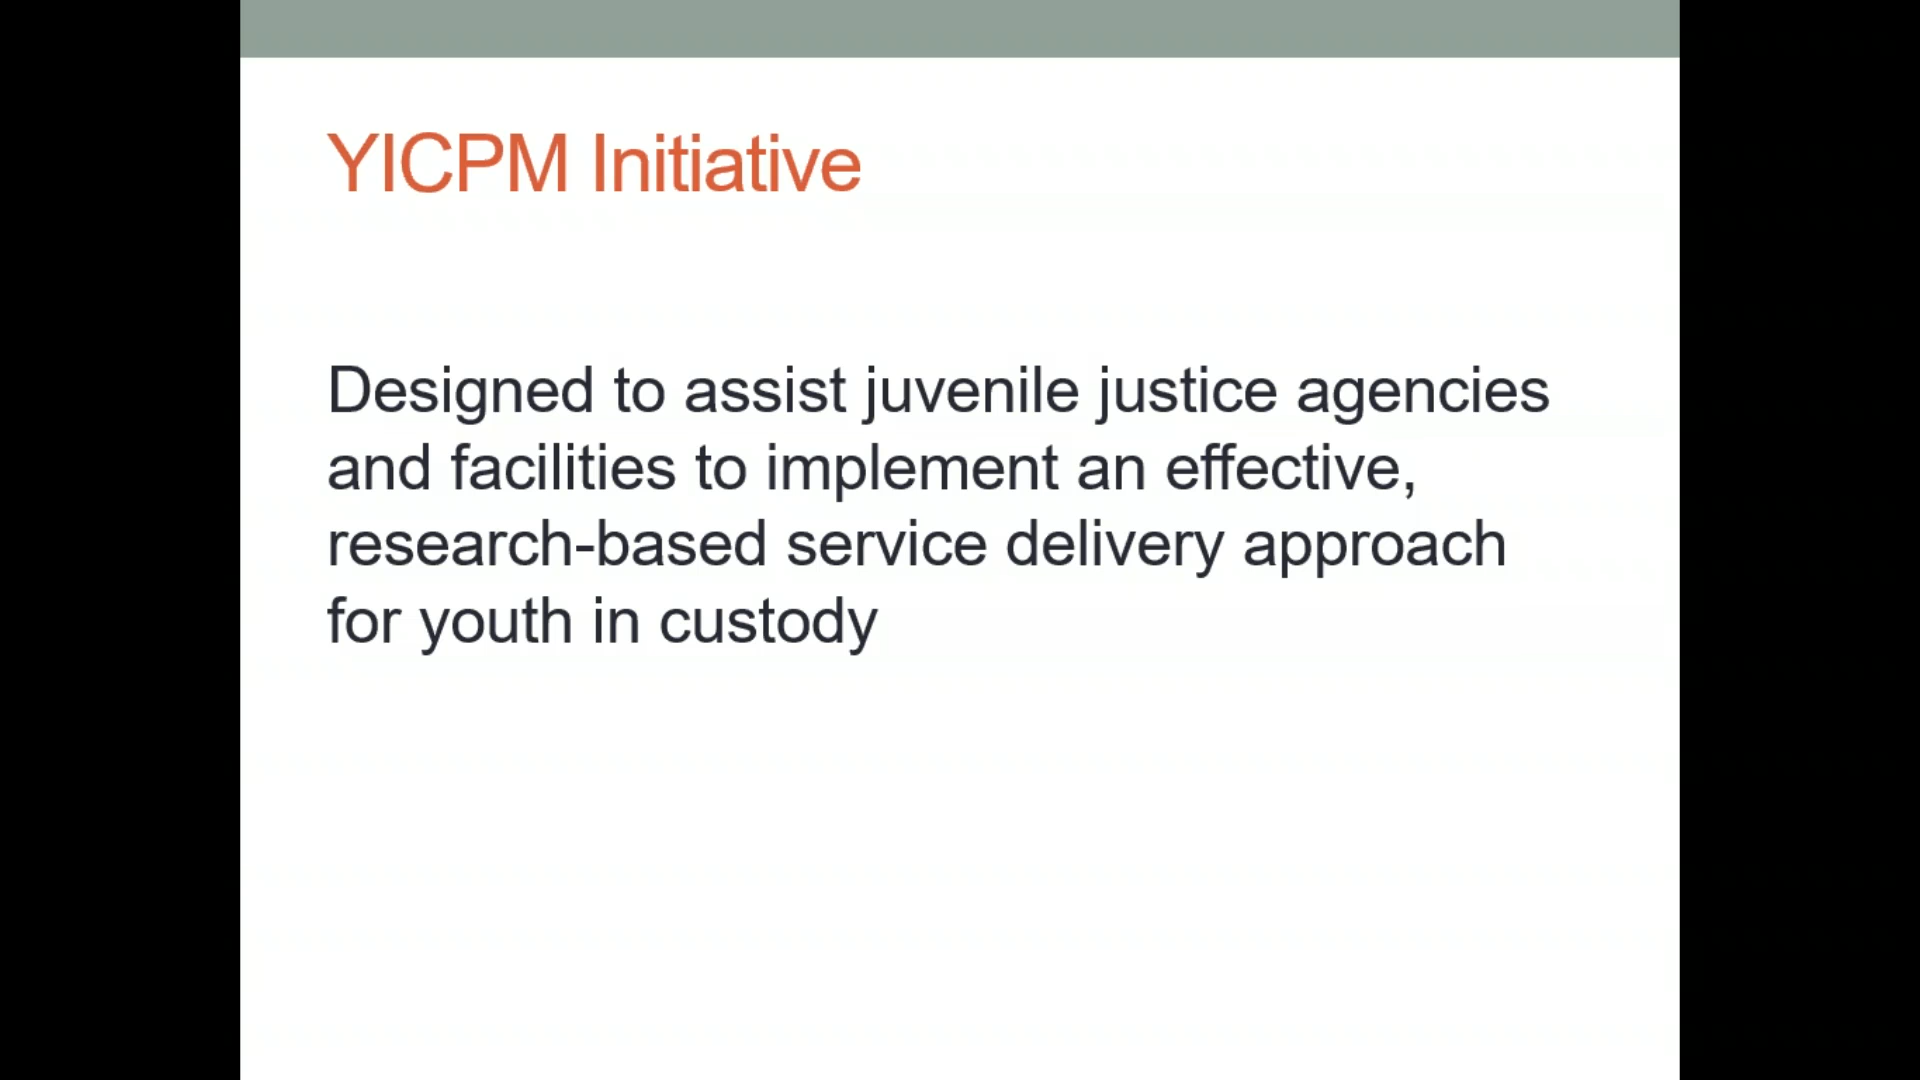 YICPM Initiative
Designed to assist juvenile justice agencies
and facilities to implement an effective,
research-based service delivery approach
for youth in custody